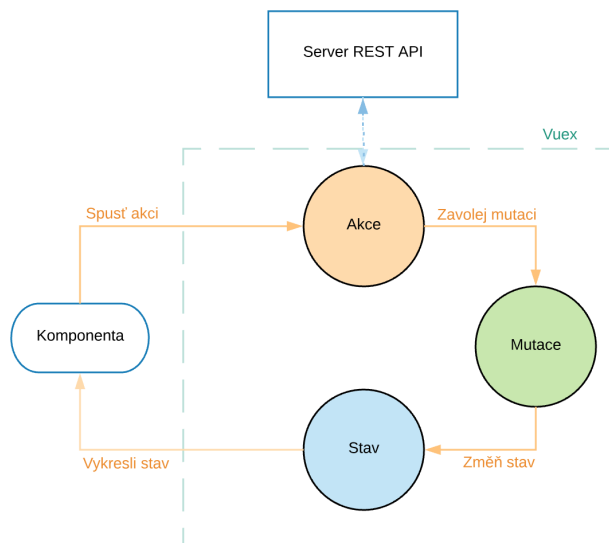 Server REST API
Vuex
Spusť akci
Akce
Zavolej mutaci
Komponenta
Mutace
Stav
Vykresli stav
Změň stav